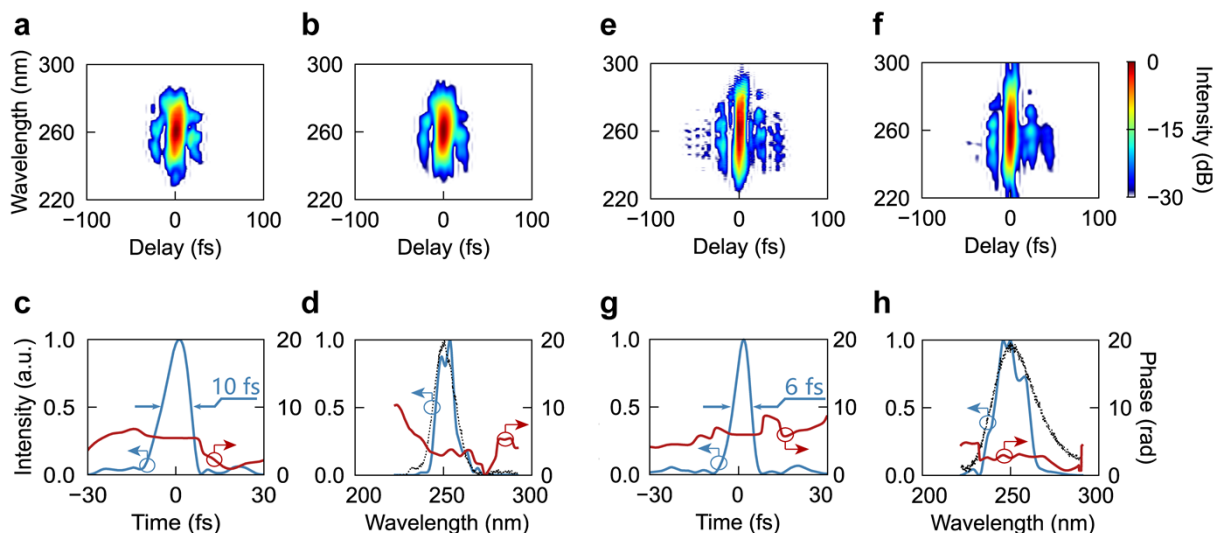 a
b
e
f
Wavelength (nm)
300
260
220
−100 0 100
Delay (fs)
300
260
220
−100 0 100
Delay (fs)
300
260
220
−100 0 100
Delay (fs)
300
260
220
−100 0 100
Delay (fs)
0
−15
−30
Intensity (dB)
c
d
g
h
Intensity (a.u.)
1.0
0.5
0.0
20
10
0
10 fs
−30 0 30
Time (fs)
1.0
0.5
0.0
20
10
0
200 250 300
Wavelength (nm)
1.0
0.5
0.0
20
10
0
6 fs
−30 0 30
Time (fs)
1.0
0.5
0.0
20
10
0
Phase (rad)
200 250 300
Wavelength (nm)